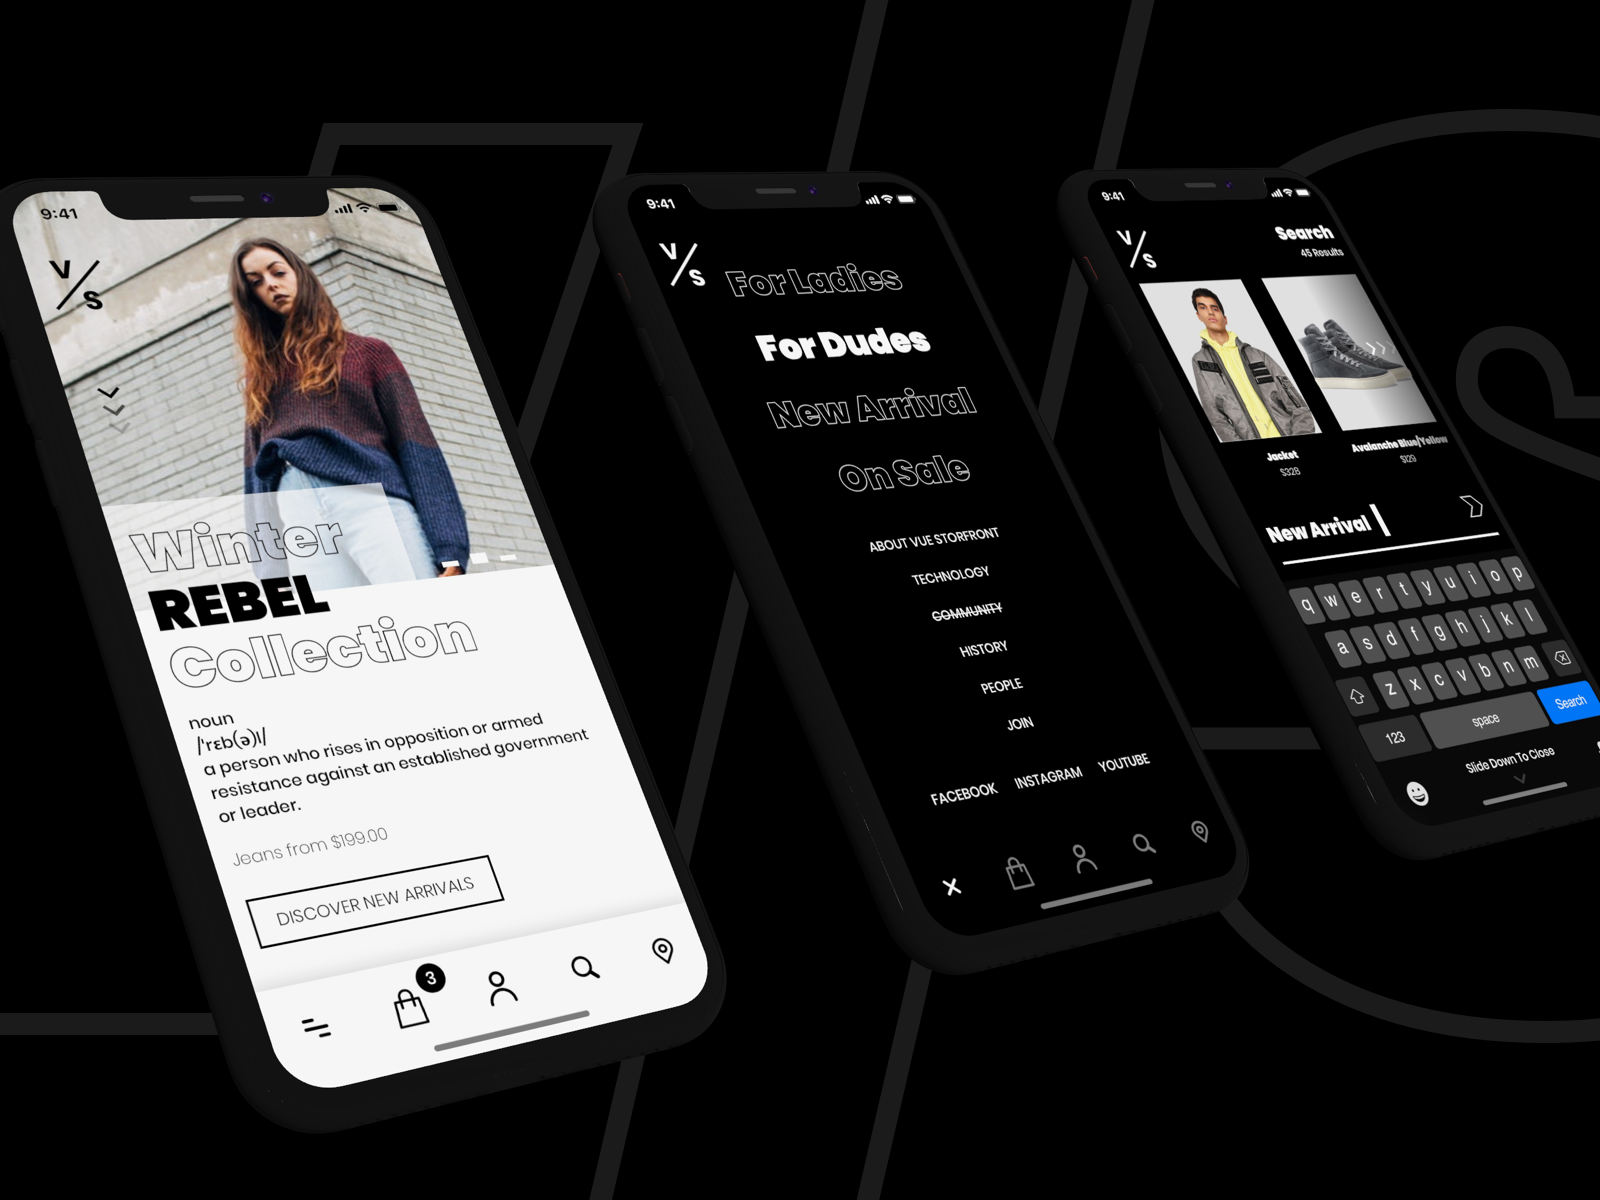 9:41
V/S
Winter
REBEL
Collection
noun
/ˈrɛb(ə)l/
a person who rises in opposition or armed
resistance against an established government
or leader.
Jeans from $199.00
DISCOVER NEW ARRIVALS
3
9:41
V/S
For Ladies
For Dudes
New Arrival
On Sale
ABOUT VUE STORFRONT
TECHNOLOGY
COMMUNITY
HISTORY
PEOPLE
JOIN
FACEBOOK INSTAGRAM YOUTUBE
9:41
V/S
Search
45 Results
Jacket
$328
Avalanche Blue/Yellow
$129
New Arrival
q w e r t y u i o p
a s d f g h j k l
z x c v b n m
123 space Search
Slide Down To Close